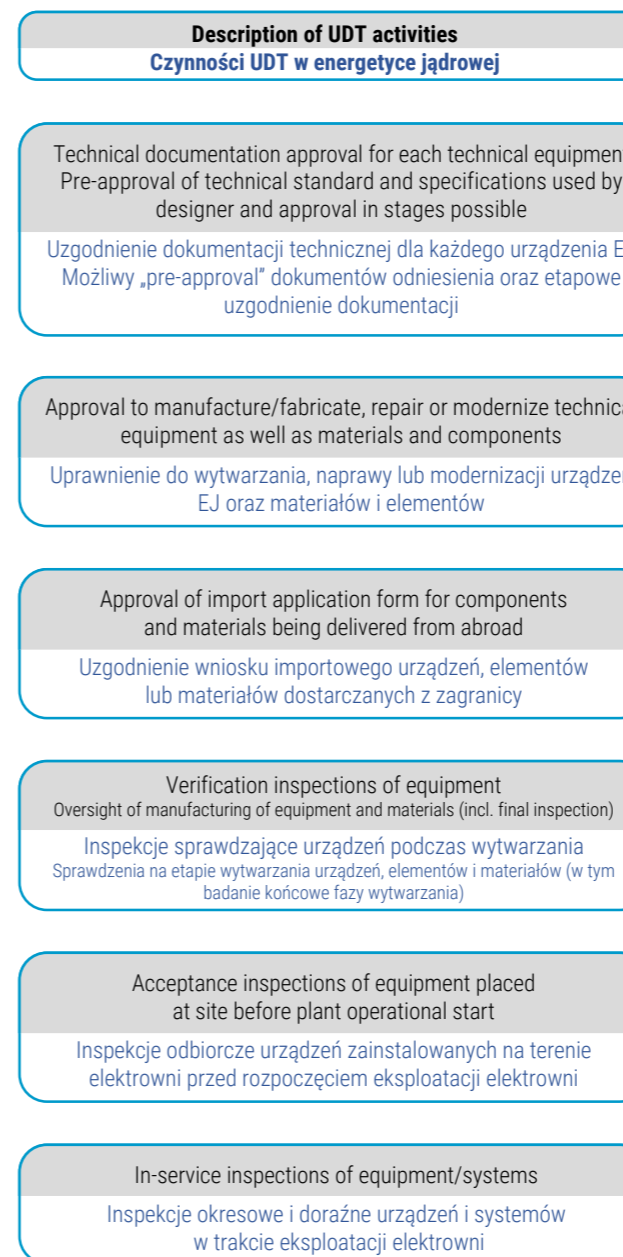 Description of UDT activities
Czynności UDT w energetyce jądrowej
Technical documentation approval for each technical equipment
Pre-approval of technical standard and specifications used by
designer and approval in stages possible
Uzgodnienie dokumentacji technicznej dla każdego urządzenia E
Możliwy „pre-approval” dokumentów odniesienia oraz etapowe
uzgodnienie dokumentacji
Approval to manufacture/fabricate, repair or modernize technica
equipment as well as materials and components
Uprawnienie do wytwarzania, naprawy lub modernizacji urządzeń
EJ oraz materiałów i elementów
Approval of import application form for components
and materials being delivered from abroad
Uzgodnienie wniosku importowego urządzeń, elementów
lub materiałów dostarczanych z zagranicy
Verification inspections of equipment
Oversight of manufacturing of equipment and materials (incl. final inspection)
Inspekcje sprawdzające urządzeń podczas wytwarzania
Sprawdzenia na etapie wytwarzania urządzeń, elementów i materiałów (w tym
badanie końcowe fazy wytwarzania)
Acceptance inspections of equipment placed
at site before plant operational start
Inspekcje odbiorcze urządzeń zainstalowanych na terenie
elektrowni przed rozpoczęciem eksploatacji elektrowni
In-service inspections of equipment/systems
Inspekcje okresowe i doraźne urządzeń i systemów
w trakcie eksploatacji elektrowni